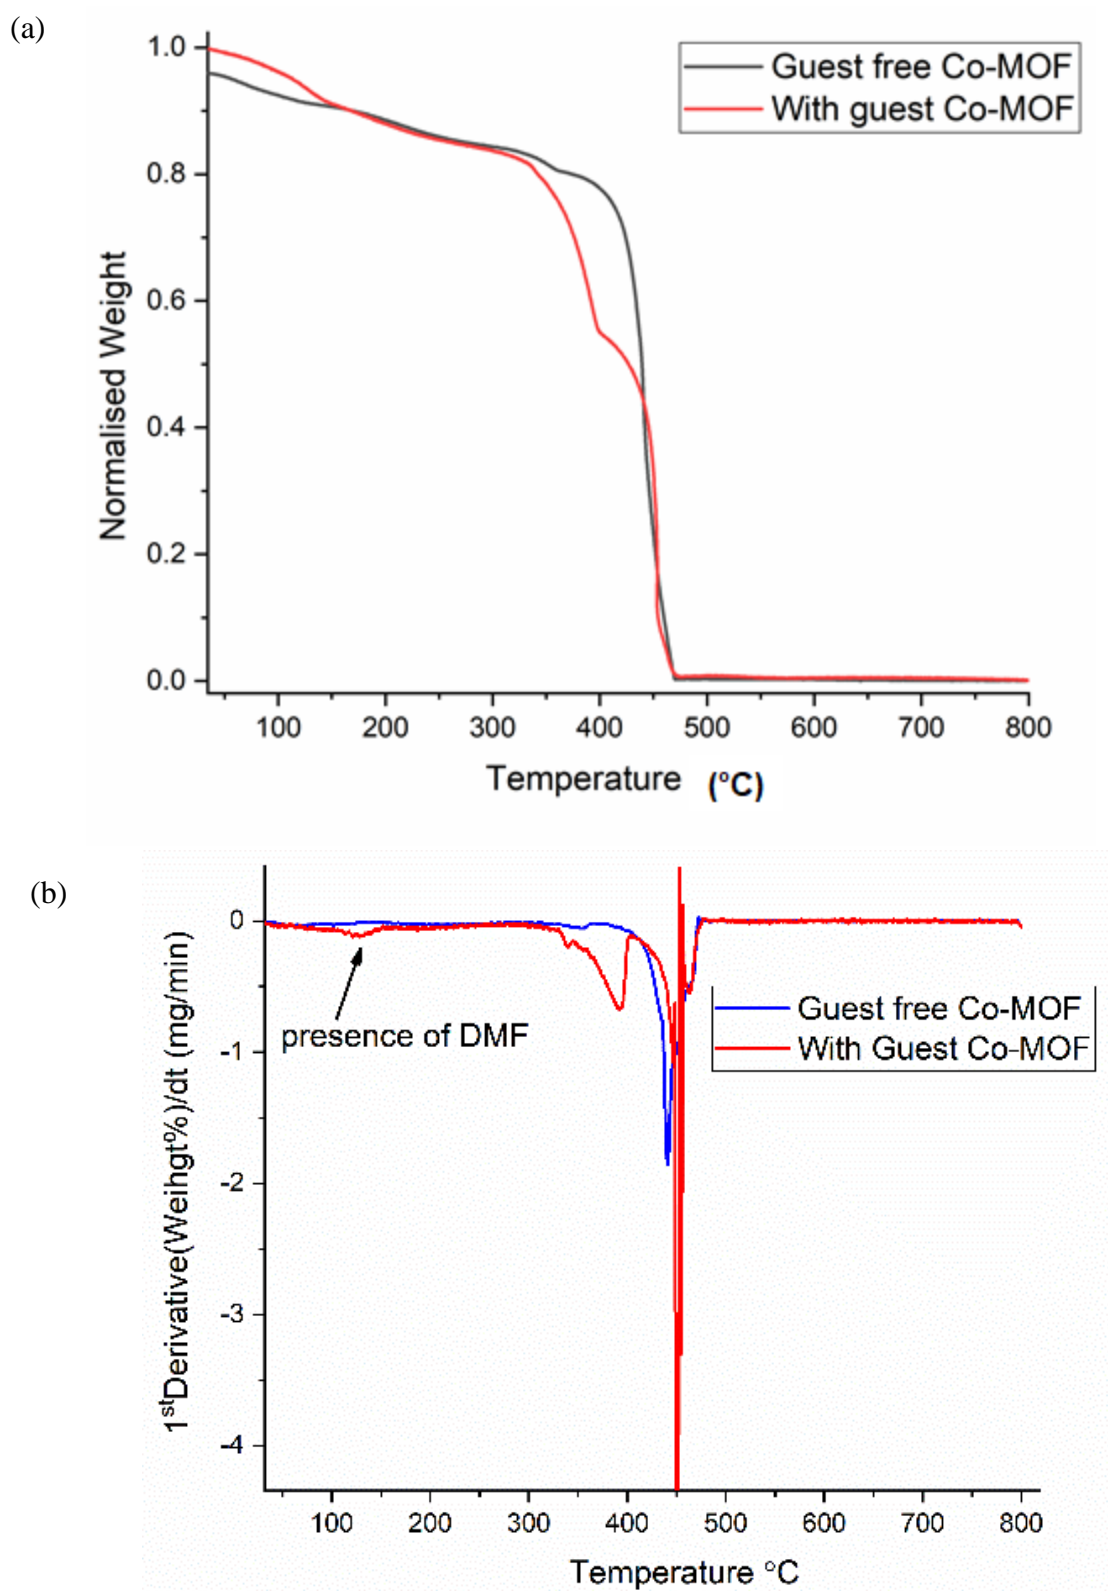 (a)
Guest free Co-MOF
With guest Co-MOF
Normalised Weight
1.0
0.8
0.6
0.4
0.2
0.0
100 200 300 400 500 600 700 800
Temperature (°C)
(b)
1stDerivative(Weihgt%)/dt (mg/min)
0
-1
-2
-3
-4
presence of DMF
Guest free Co-MOF
With Guest Co-MOF
100 200 300 400 500 600 700 800
Temperature °C